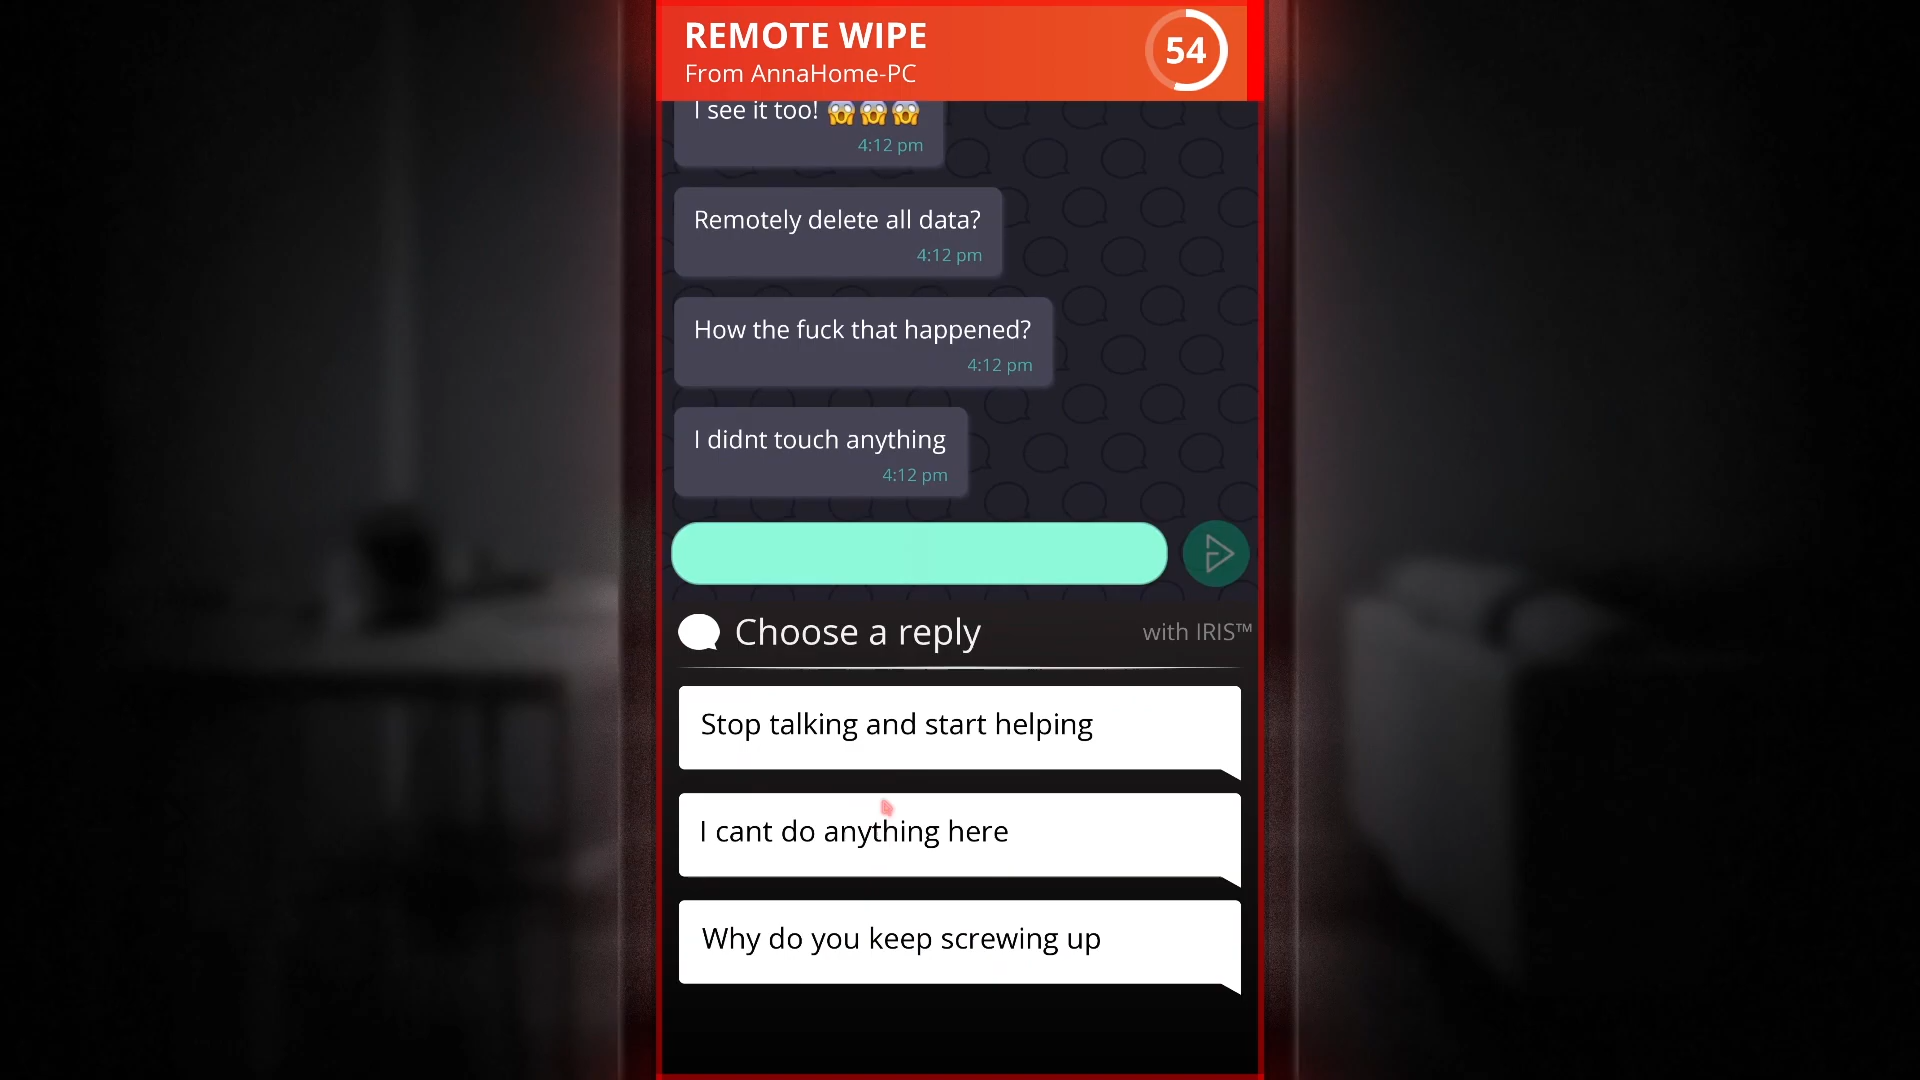 REMOTE WIPE
From AnnaHome-PC
54
I see it too! 😱😱😱
4:12 pm
Remotely delete all data?
4:12 pm
How the fuck that happened?
4:12 pm
I didnt touch anything
4:12 pm
Choose a reply
with IRIS™
Stop talking and start helping
I cant do anything here
Why do you keep screwing up